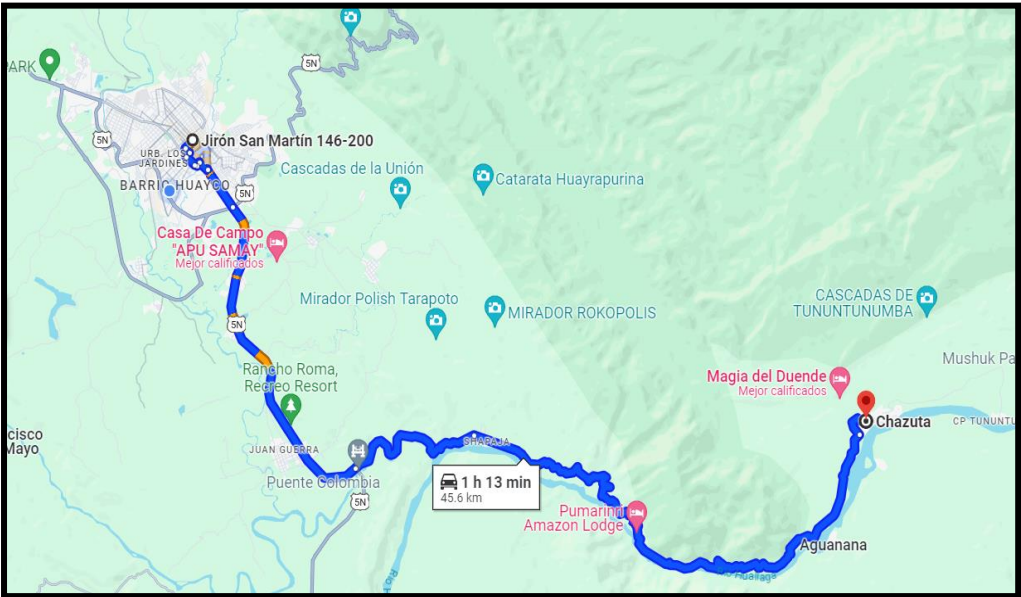 PARK
5N
5N
Jirón San Martín 146-200
URB. LOS
JARDINES
BARRIO HUAYCO
5N
Cascadas de la Unión
Catarata Huayrapurina
Casa De Campo
"APU SAMAY"
Mejor calificados
Mirador Polish Tarapoto
MIRADOR ROKOPOLIS
CASCADAS DE
TUNUNTUNUMBA
5N
Rancho Roma,
Recreo Resort
Magia del Duende
Mejor calificados
Mushuk Pa
Chazuta
CP TUNUNTU
cisco
Mayo
JUAN GUERRA
SHAPAJA
Puente Colombia
1 h 13 min
45.6 km
5N
Pumarinri
Amazon Lodge
Aguanana
Huallaga